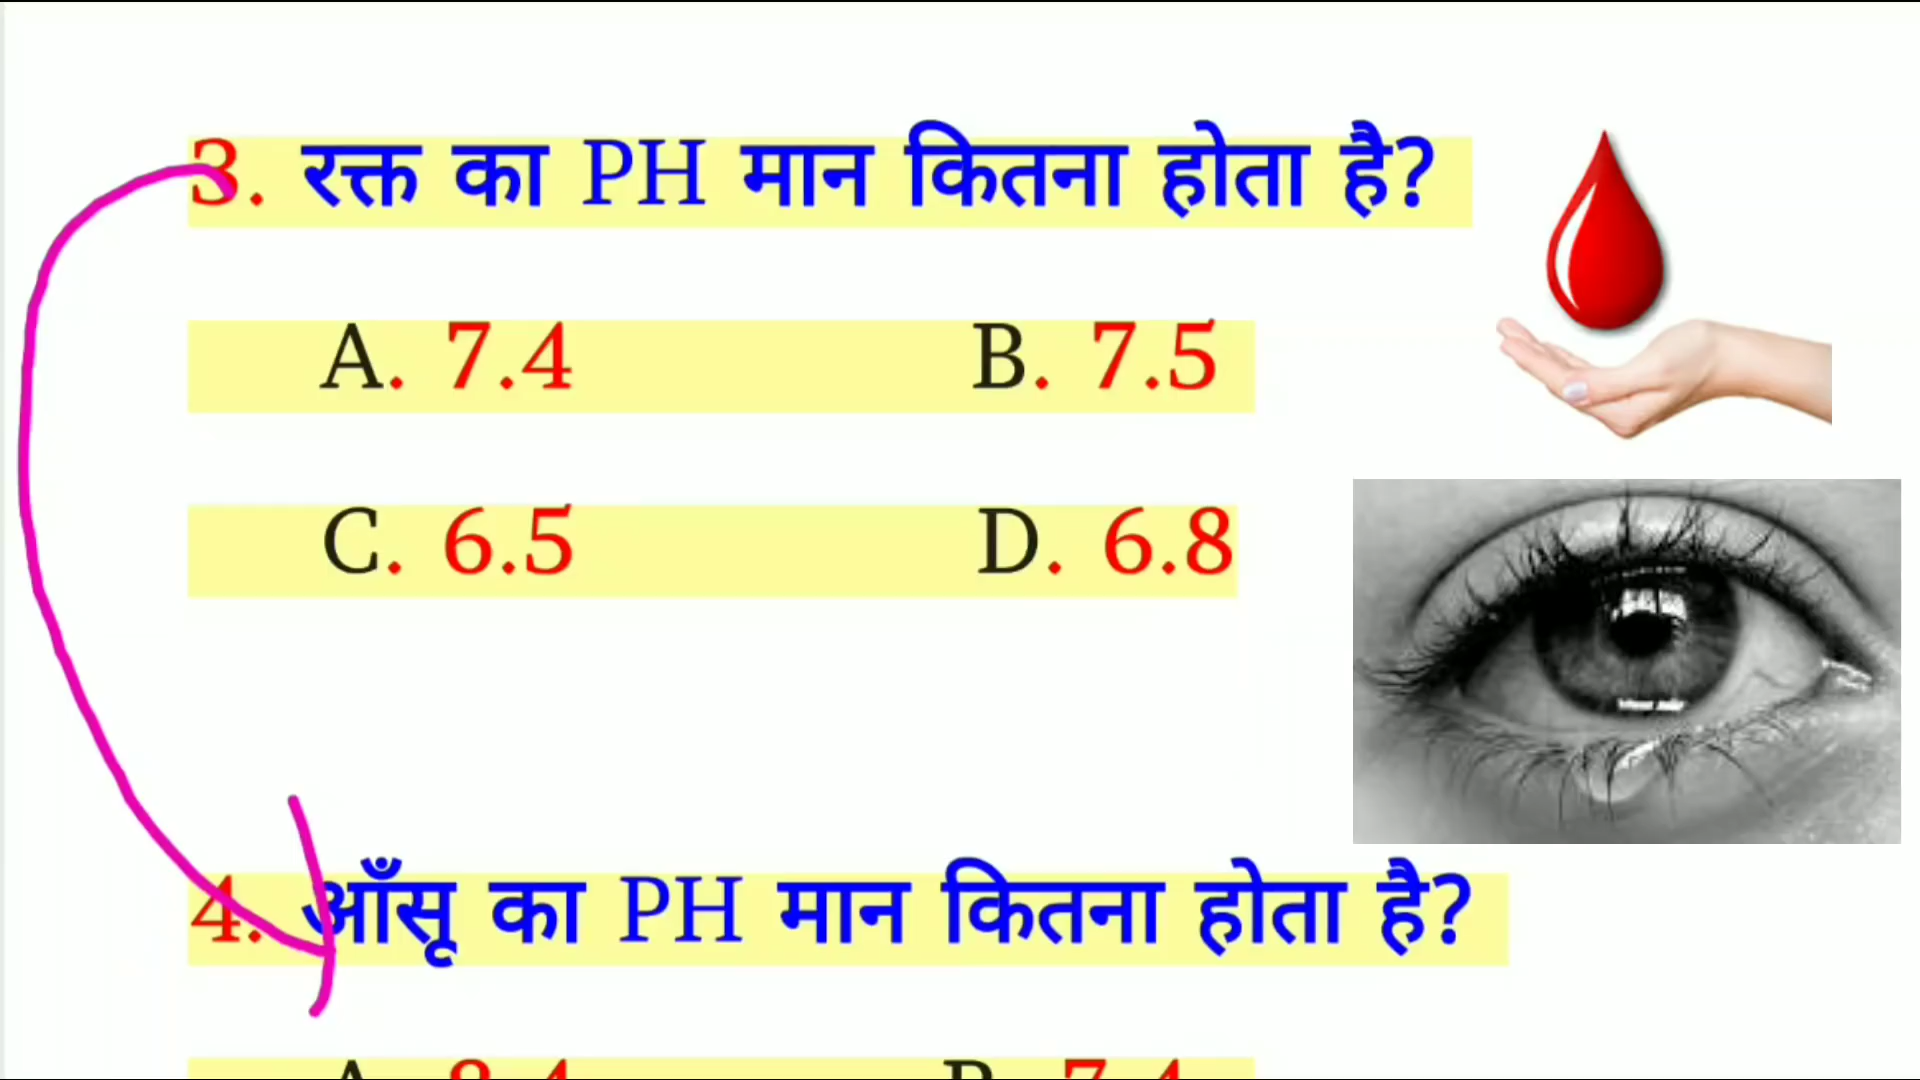 3. रक्त का PH मान कितना होता है?
A. 7.4 B. 7.5
C. 6.5 D. 6.8
4. आँसू का PH मान कितना होता है?